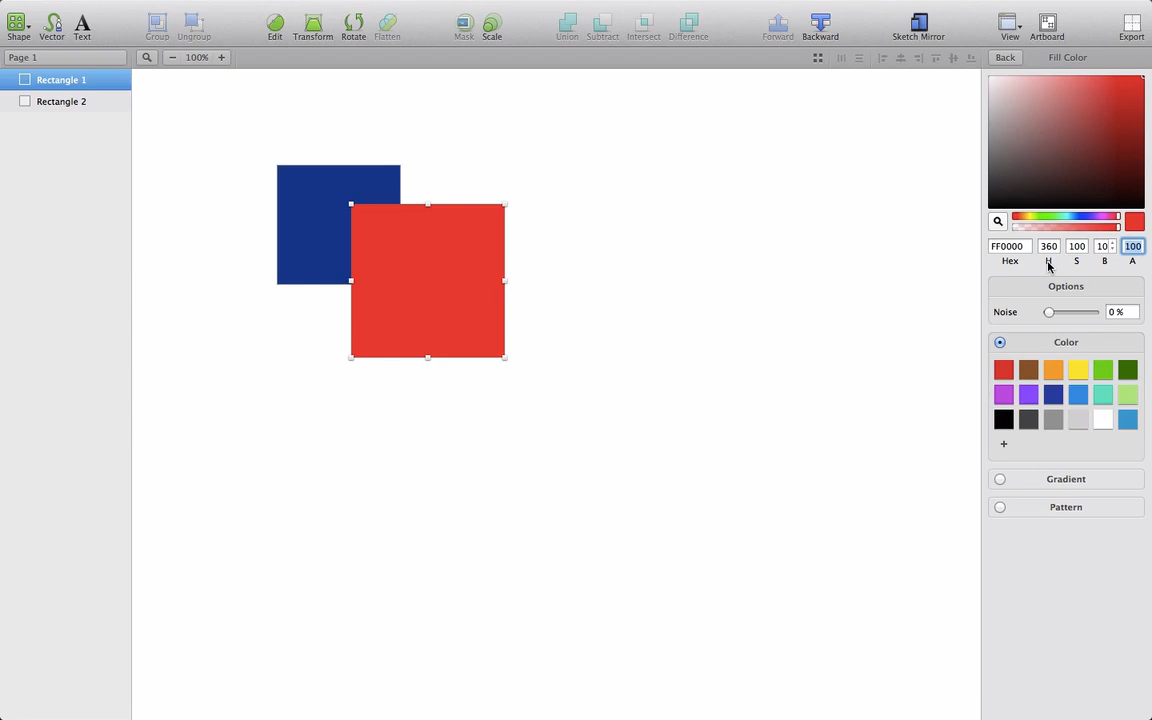 Shape Vector Text Group Ungroup Edit Transform Rotate Flatten Mask Scale Union Subtract Intersect Difference Forward Backward Sketch Mirror View Artboard Export
Page 1 100% Back Fill Color
Rectangle 1
Rectangle 2
FF0000 360 100 10 100
Hex H S B A
Options
Noise 0 %
Color
Gradient
Pattern